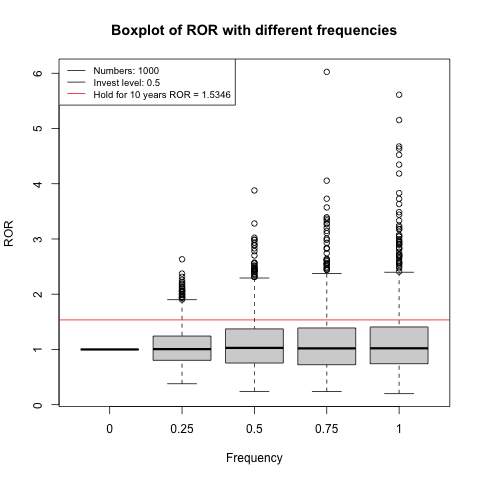 Boxplot of ROR with different frequencies
Numbers: 1000
Invest level: 0.5
Hold for 10 years ROR = 1.5346
ROR
6
5
4
3
2
1
0
0 0.25 0.5 0.75 1
Frequency